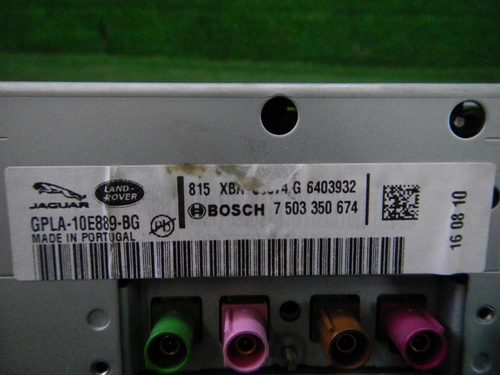 JAGUAR
LAND-
ROVER
815 XBA G 6403932
BOSCH 7 503 350 674
GPLA-10E889-BG
MADE IN PORTUGAL
Pb
16 08 10